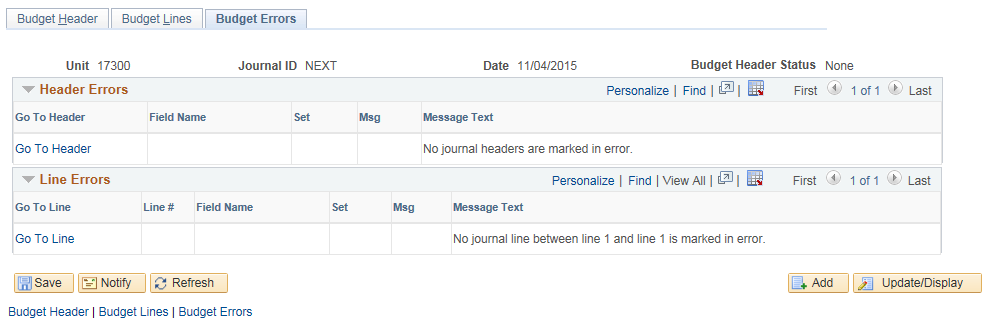 Budget Header Budget Lines Budget Errors
Unit 17300 Journal ID NEXT Date 11/04/2015 Budget Header Status None
Header Errors Personalize | Find | | First 1 of 1 Last
Go To Header Field Name Set Msg Message Text
Go To Header No journal headers are marked in error.
Line Errors Personalize | Find | View All | | First 1 of 1 Last
Go To Line Line # Field Name Set Msg Message Text
Go To Line No journal line between line 1 and line 1 is marked in error.
Save Notify Refresh Add Update/Display
Budget Header | Budget Lines | Budget Errors